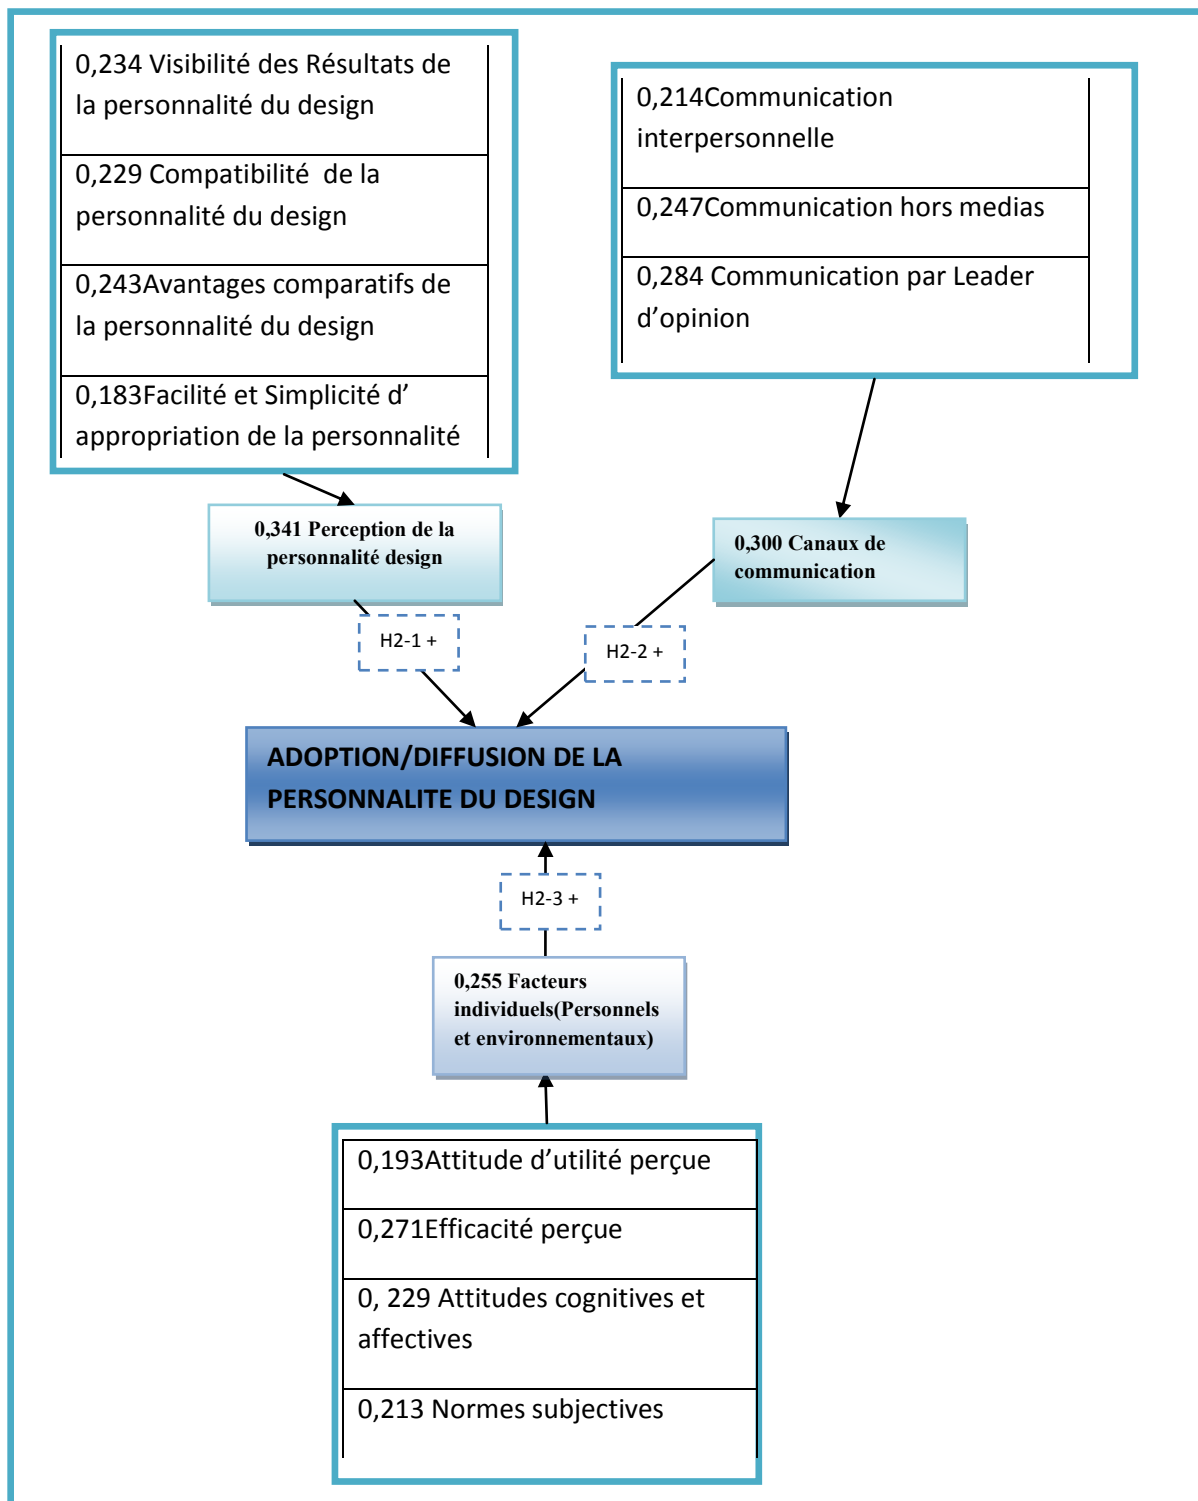 0,234 Visibilité des Résultats de
la personnalité du design
0,229 Compatibilité de la
personnalité du design
0,243Avantages comparatifs de
la personnalité du design
0,183Facilité et Simplicité d’
appropriation de la personnalité
0,214Communication
interpersonnelle
0,247Communication hors medias
0,284 Communication par Leader
d’opinion
0,341 Perception de la
personnalité design
0,300 Canaux de
communication
H2-1 +
H2-2 +
ADOPTION/DIFFUSION DE LA
PERSONNALITE DU DESIGN
H2-3 +
0,255 Facteurs
individuels(Personnels
et environnementaux)
0,193Attitude d’utilité perçue
0,271Efficacité perçue
0, 229 Attitudes cognitives et
affectives
0,213 Normes subjectives